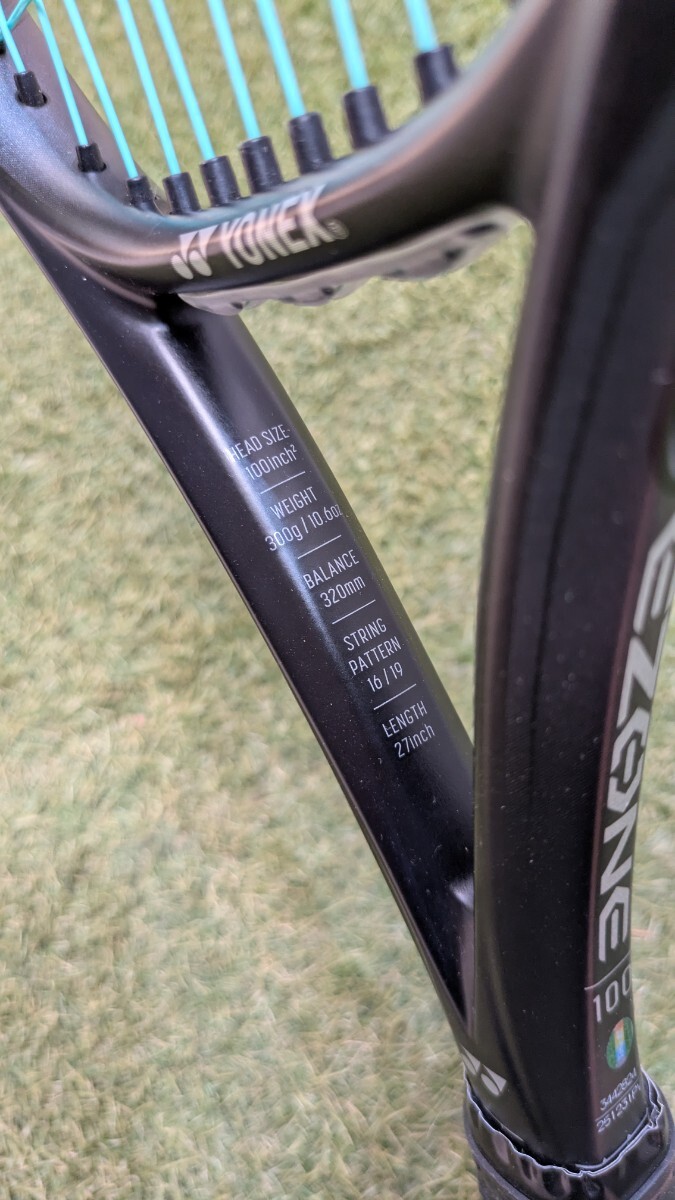 YONEX
HEAD SIZE
100inch²
WEIGHT
300g / 10.6oz
BALANCE
320mm
STRING
PATTERN
16 / 19
LENGTH
27inch
EZONE
100